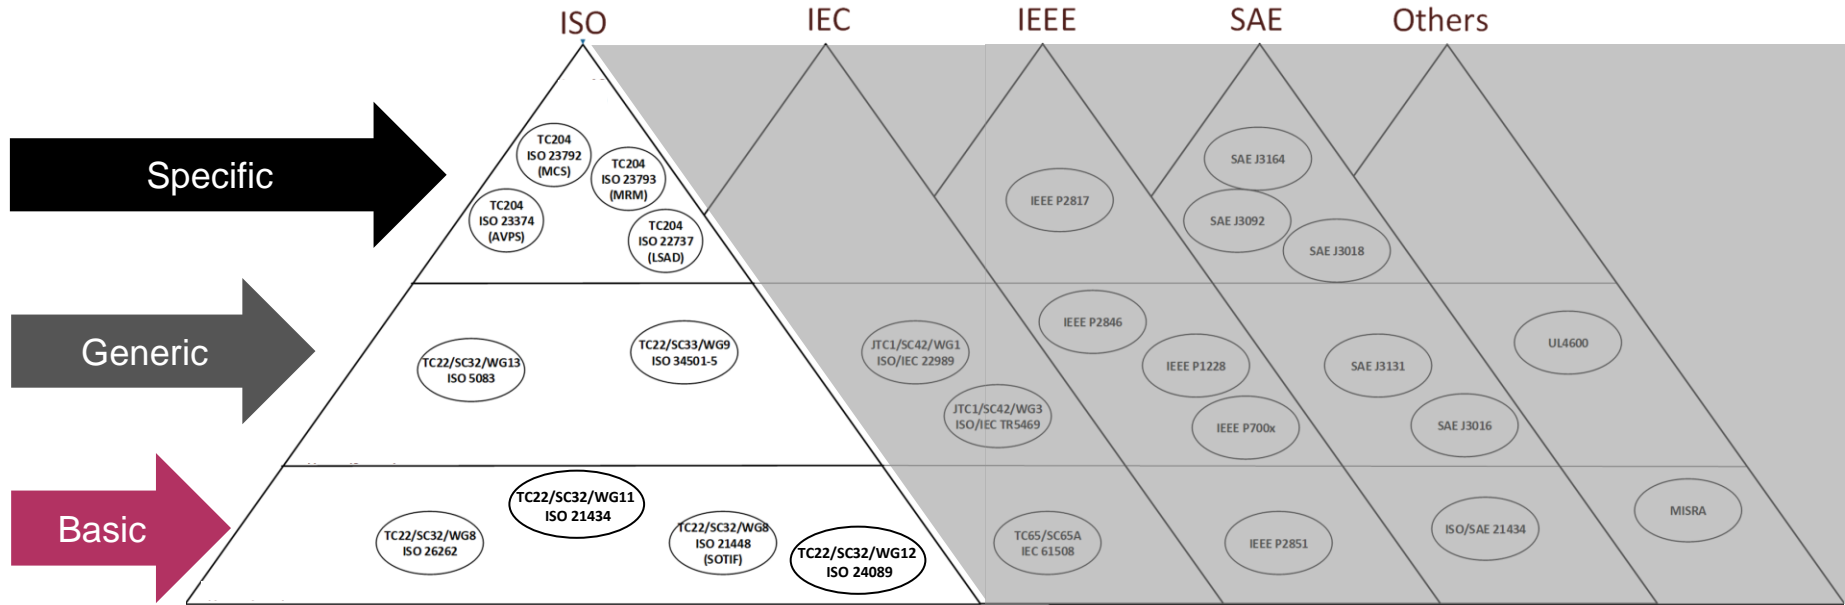 ISO
IEC
IEEE
SAE
Others
Specific
TC204
ISO 23792
(MCS)
TC204
ISO 23793
(MRM)
TC204
ISO 23374
(AVPS)
TC204
ISO 22737
(LSAD)
IEEE P2817
SAE J3164
SAE J3092
SAE J3018
Generic
TC22/SC32/WG13
ISO 5083
TC22/SC33/WG9
ISO 34501-5
JTC1/SC42/WG1
ISO/IEC 22989
JTC1/SC42/WG3
ISO/IEC TR5469
IEEE P2846
IEEE P1228
IEEE P700x
SAE J3131
SAE J3016
UL4600
Basic
TC22/SC32/WG8
ISO 26262
TC22/SC32/WG11
ISO 21434
TC22/SC32/WG8
ISO 21448
(SOTIF)
TC22/SC32/WG12
ISO 24089
TC65/SC65A
IEC 61508
IEEE P2851
ISO/SAE 21434
MISRA